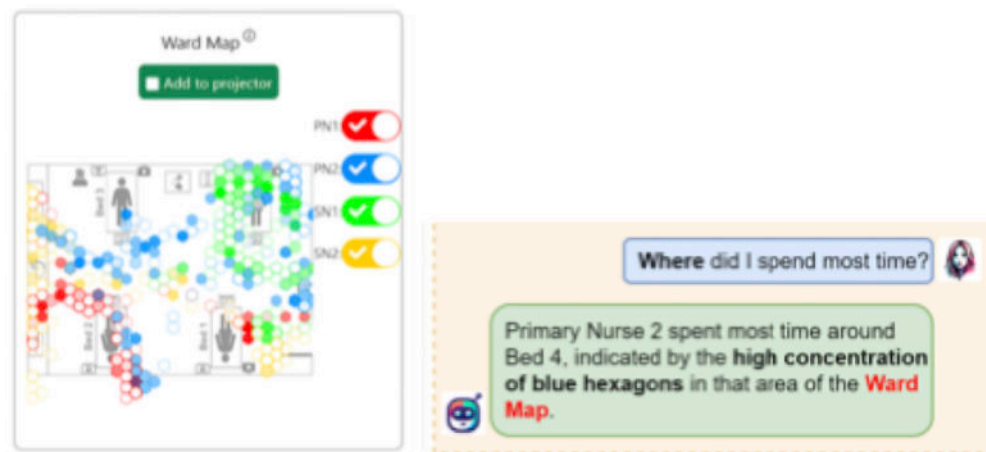 Ward Map
Add to projector
PN1
PN2
SN1
SN2
Bed 3
Bed 2
Bed 1
Where did I spend most time?
Primary Nurse 2 spent most time around
Bed 4, indicated by the high concentration
of blue hexagons in that area of the Ward
Map.